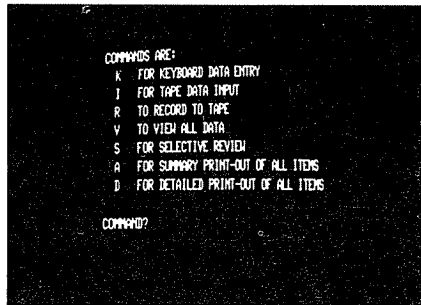 COMMANDS ARE:
K FOR KEYBOARD DATA ENTRY
I FOR TAPE DATA INPUT
R TO RECORD TO TAPE
V TO VIEW ALL DATA
S FOR SELECTIVE REVIEW
A FOR SUMMARY PRINT-OUT OF ALL ITEMS
D FOR DETAILED PRINT-OUT OF ALL ITEMS
COMMAND?